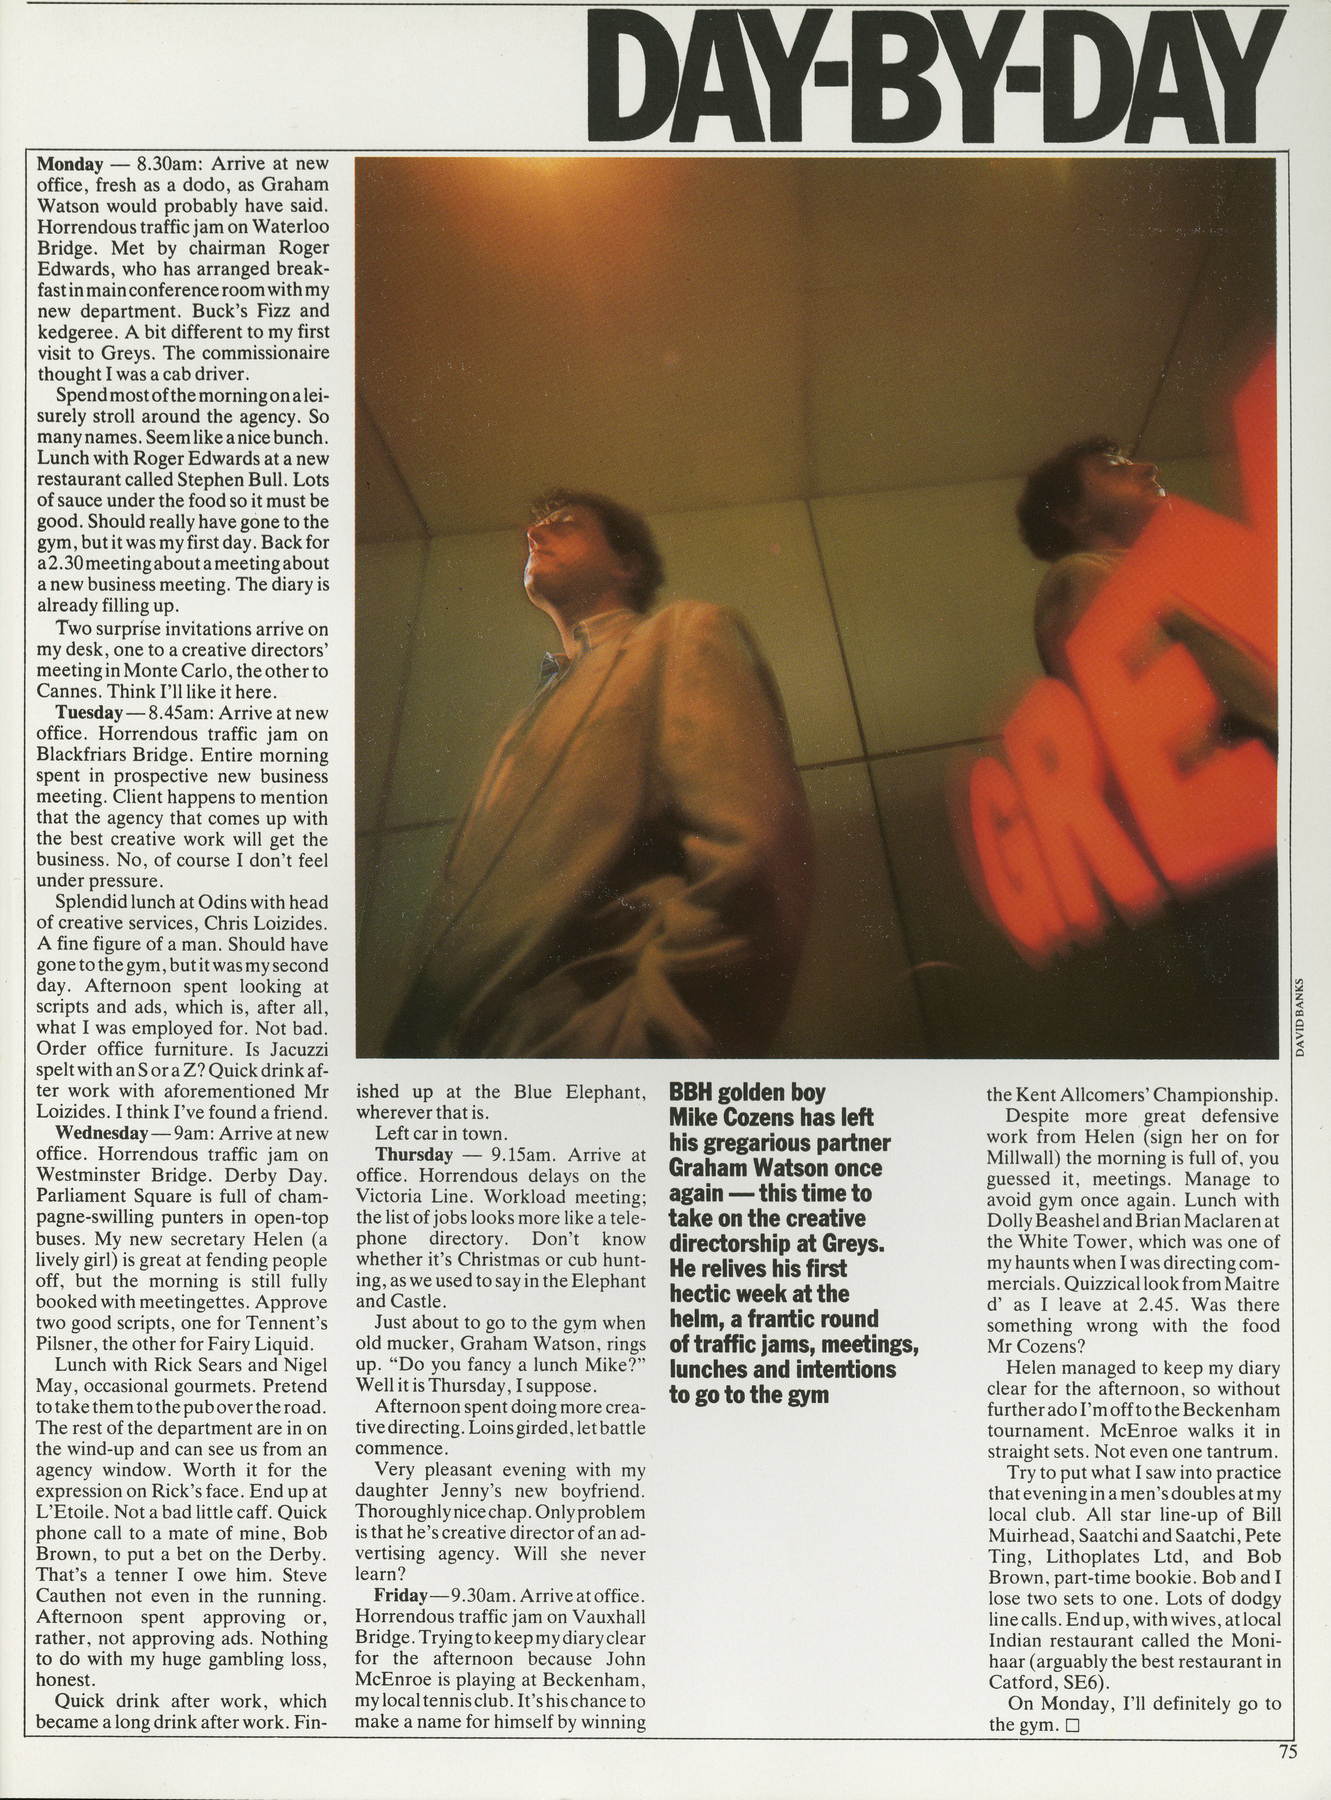 DAY-BY-DAY
Monday — 8.30am: Arrive at new
office, fresh as a dodo, as Graham
Watson would probably have said.
Horrendous traffic jam on Waterloo
Bridge. Met by chairman Roger
Edwards, who has arranged break-
fast in main conference room with my
new department. Buck's Fizz and
kedgeree. A bit different to my first
visit to Greys. The commissionaire
thought I was a cab driver.
Spend most of the morning on a lei-
surely stroll around the agency. So
many names. Seem like a nice bunch.
Lunch with Roger Edwards at a new
restaurant called Stephen Bull. Lots
of sauce under the food so it must be
good. Should really have gone to the
gym, but it was my first day. Back for
a 2.30 meeting about a meeting about
a new business meeting. The diary is
already filling up.
Two surprise invitations arrive on
my desk, one to a creative directors'
meeting in Monte Carlo, the other to
Cannes. Think I'll like it here.
Tuesday — 8.45am: Arrive at new
office. Horrendous traffic jam on
Blackfriars Bridge. Entire morning
spent in prospective new business
meeting. Client happens to mention
that the agency that comes up with
the best creative work will get the
business. No, of course I don't feel
under pressure.
Splendid lunch at Odins with head
of creative services, Chris Loizides.
A fine figure of a man. Should have
gone to the gym, but it was my second
day. Afternoon spent looking at
scripts and ads, which is, after all,
what I was employed for. Not bad.
Order office furniture. Is Jacuzzi
spelt with an S or a Z? Quick drink af-
ter work with aforementioned Mr
Loizides. I think I've found a friend.
Wednesday — 9am: Arrive at new
office. Horrendous traffic jam on
Westminster Bridge. Derby Day.
Parliament Square is full of cham-
pagne-swilling punters in open-top
buses. My new secretary Helen (a
lively girl) is great at fending people
off, but the morning is still fully
booked with meetingettes. Approve
two good scripts, one for Tennent's
Pilsner, the other for Fairy Liquid.
Lunch with Rick Sears and Nigel
May, occasional gourmets. Pretend
to take them to the pub over the road.
The rest of the department are in on
the wind-up and can see us from an
agency window. Worth it for the
expression on Rick's face. End up at
L'Etoile. Not a bad little caff. Quick
phone call to a mate of mine, Bob
Brown, to put a bet on the Derby.
That's a tenner I owe him. Steve
Cauthen not even in the running.
Afternoon spent approving or,
rather, not approving ads. Nothing
to do with my huge gambling loss,
honest.
Quick drink after work, which
became a long drink after work. Fin-
ished up at the Blue Elephant,
wherever that is.
Left car in town.
Thursday — 9.15am. Arrive at
office. Horrendous delays on the
Victoria Line. Workload meeting;
the list of jobs looks more like a tele-
phone directory. Don't know
whether it's Christmas or cub hunt-
ing, as we used to say in the Elephant
and Castle.
Just about to go to the gym when
old mucker, Graham Watson, rings
up. "Do you fancy a lunch Mike?"
Well it is Thursday, I suppose.
Afternoon spent doing more crea-
tive directing. Loins girded, let battle
commence.
Very pleasant evening with my
daughter Jenny's new boyfriend.
Thoroughly nice chap. Only problem
is that he's creative director of an ad-
vertising agency. Will she never
learn?
Friday — 9.30am. Arrive at office.
Horrendous traffic jam on Vauxhall
Bridge. Trying to keep my diary clear
for the afternoon because John
McEnroe is playing at Beckenham,
my local tennis club. It's his chance to
make a name for himself by winning
BBH golden boy
Mike Cozens has left
his gregarious partner
Graham Watson once
again — this time to
take on the creative
directorship at Greys.
He relives his first
hectic week at the
helm, a frantic round
of traffic jams, meetings,
lunches and intentions
to go to the gym
the Kent Allcomers' Championship.
Despite more great defensive
work from Helen (sign her on for
Millwall) the morning is full of, you
guessed it, meetings. Manage to
avoid gym once again. Lunch with
Dolly Beashel and Brian Maclaren at
the White Tower, which was one of
my haunts when I was directing com-
mercials. Quizzical look from Maitre
d' as I leave at 2.45. Was there
something wrong with the food
Mr Cozens?
Helen managed to keep my diary
clear for the afternoon, so without
further ado I'm off to the Beckenham
tournament. McEnroe walks it in
straight sets. Not even one tantrum.
Try to put what I saw into practice
that evening in a men's doubles at my
local club. All star line-up of Bill
Muirhead, Saatchi and Saatchi, Pete
Ting, Lithoplates Ltd, and Bob
Brown, part-time bookie. Bob and I
lose two sets to one. Lots of dodgy
line calls. End up, with wives, at local
Indian restaurant called the Moni-
haar (arguably the best restaurant in
Catford, SE6).
On Monday, I'll definitely go to
the gym. □
GRE
DAVID BANKS
75